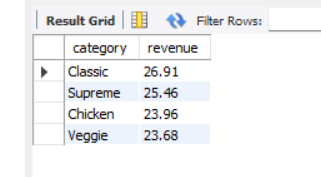 Result Grid Filter Rows:
category revenue
Classic 26.91
Supreme 25.46
Chicken 23.96
Veggie 23.68